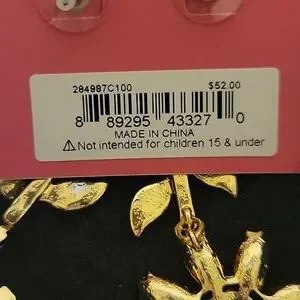 284987C100 $52.00
8 89295 43327 0
MADE IN CHINA
⚠ Not intended for children 15 & under